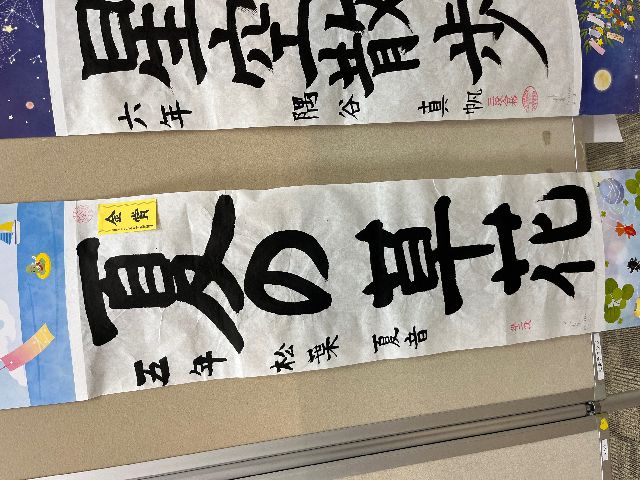 星空散歩
六年 隅谷 真帆
金賞
夏の草花
五年 松葉 夏音